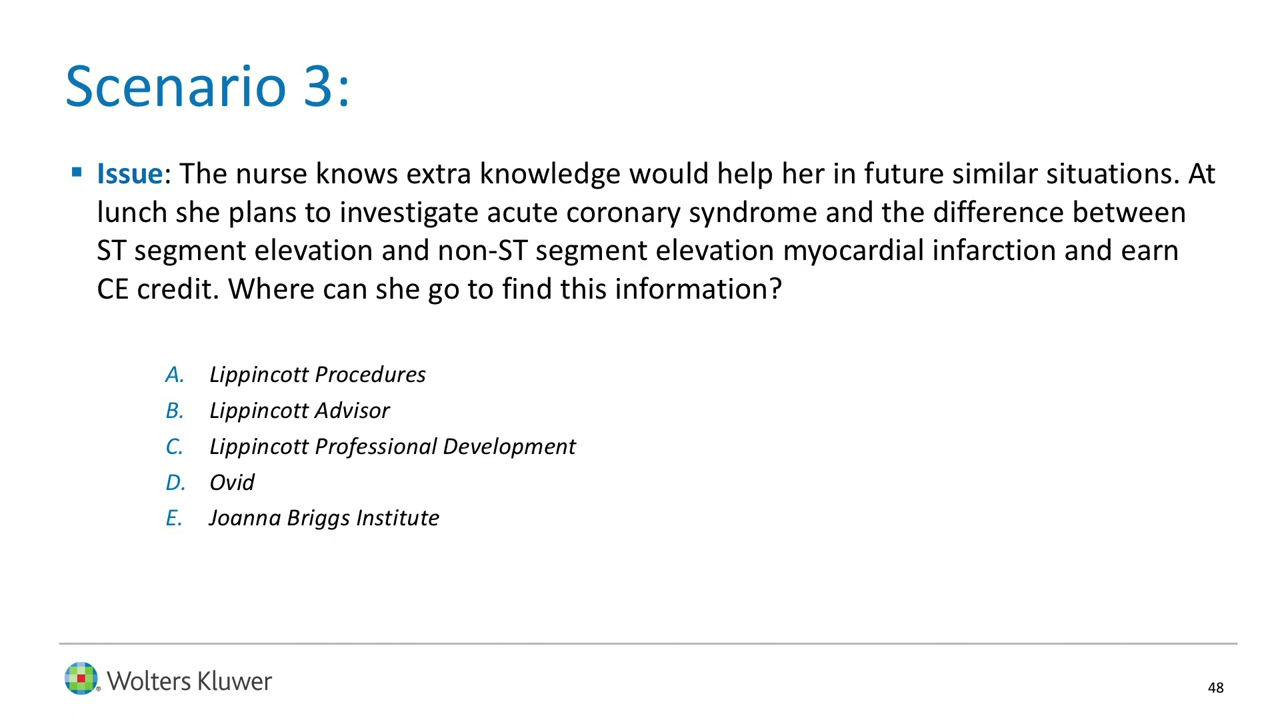 Scenario 3:
▪ Issue: The nurse knows extra knowledge would help her in future similar situations. At
lunch she plans to investigate acute coronary syndrome and the difference between
ST segment elevation and non-ST segment elevation myocardial infarction and earn
CE credit. Where can she go to find this information?
A. Lippincott Procedures
B. Lippincott Advisor
C. Lippincott Professional Development
D. Ovid
E. Joanna Briggs Institute
® Wolters Kluwer
48